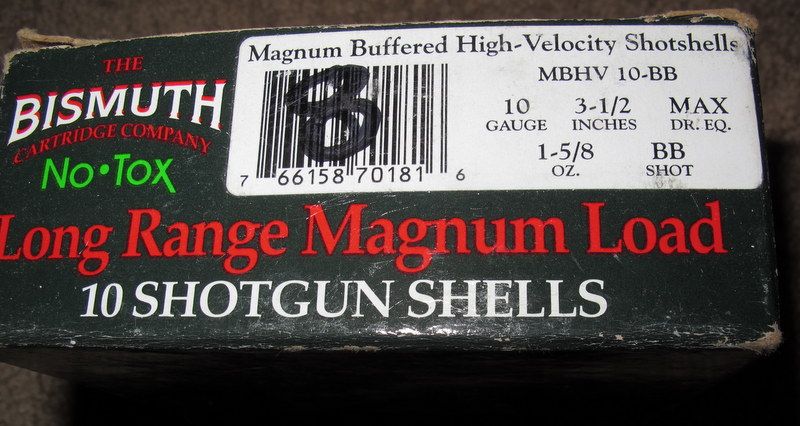 THE
BISMUTH
CARTRIDGE COMPANY
No•Tox
Magnum Buffered High-Velocity Shotshells
MBHV 10-BB
10 3-1/2 MAX
GAUGE INCHES DR. EQ.
1-5/8 BB
OZ. SHOT
8
7 66158 70181 6
Long Range Magnum Load
10 SHOTGUN SHELLS